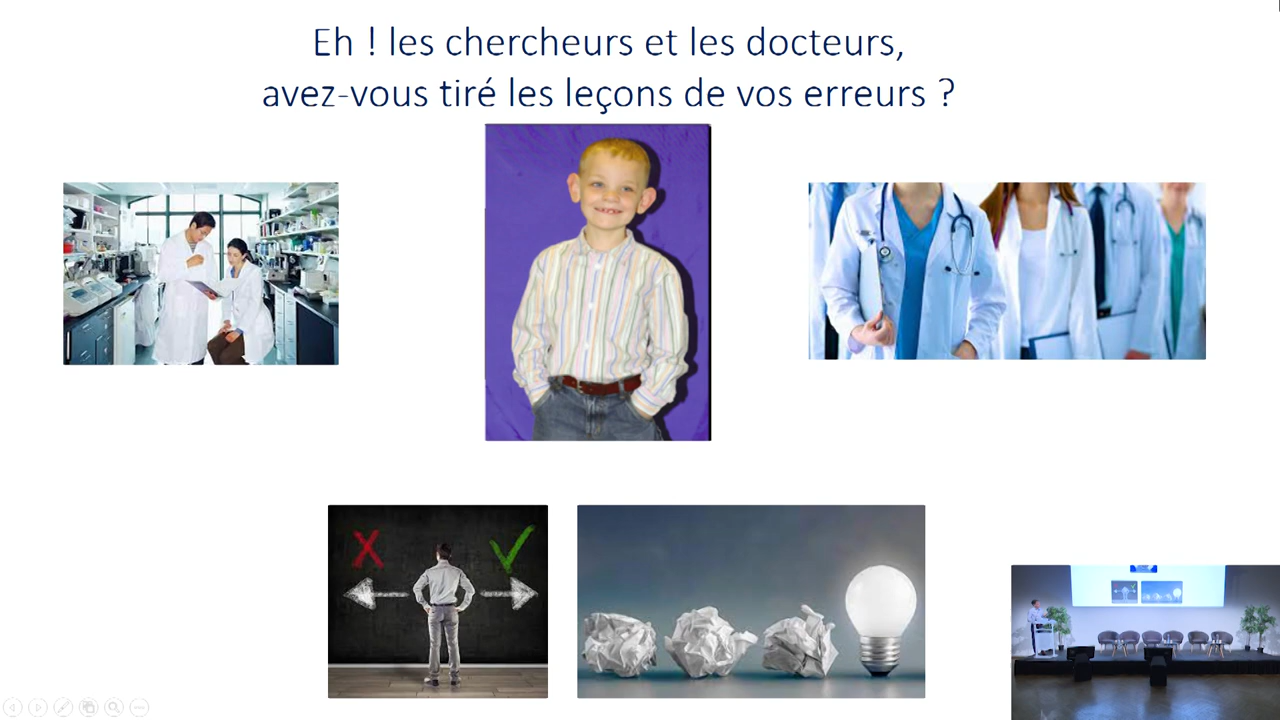 Eh ! les chercheurs et les docteurs,
avez-vous tiré les leçons de vos erreurs ?